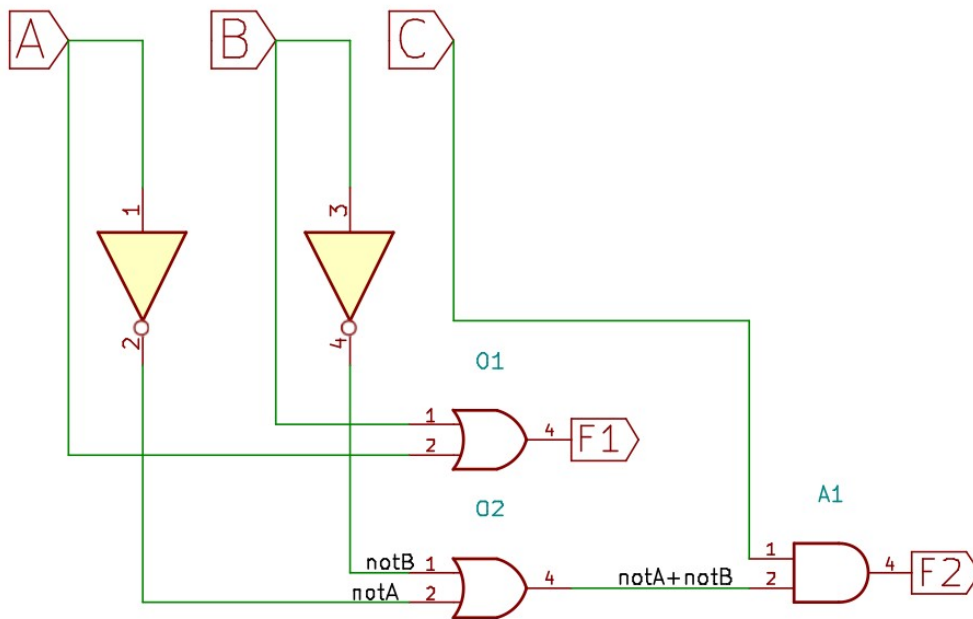 A B C
1 3
2 4
O1
1
4 F1
2
O2 A1
1
notB 1 4 F2
notA+notB 2
4
notA 2